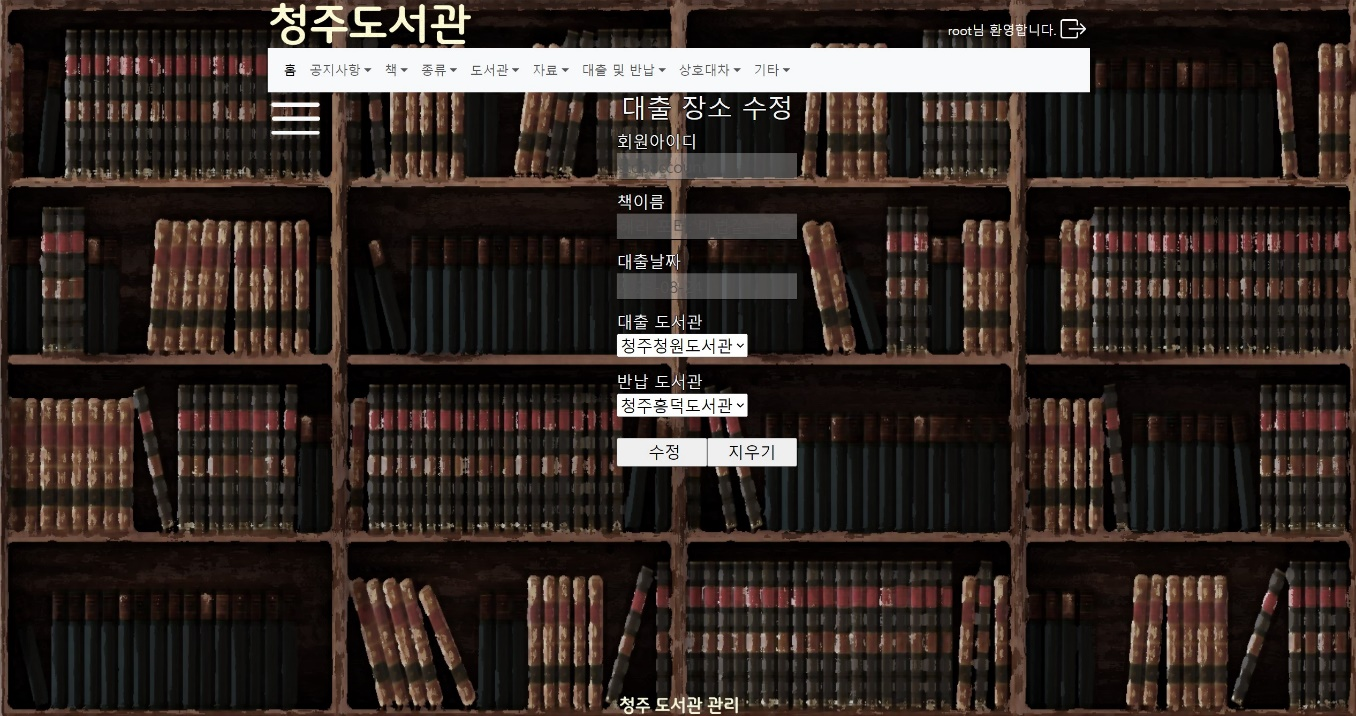 청주도서관
root님 환영합니다.
홈 공지사항 책 종류 도서관 자료 대출 및 반납 상호대차 기타
대출 장소 수정
회원아이디
책이름
대출날짜
대출 도서관
청주청원도서관
반납 도서관
청주흥덕도서관
수정 지우기
청주 도서관 관리